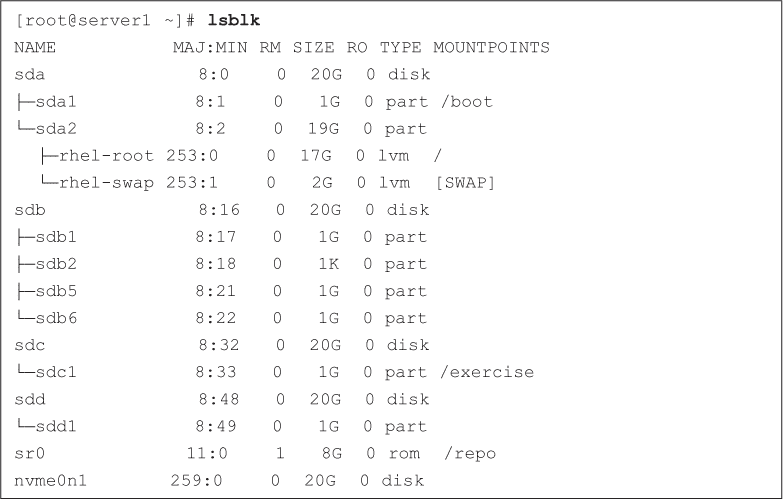 [root@server1 ~]# lsblk
NAME MAJ:MIN RM SIZE RO TYPE MOUNTPOINTS
sda 8:0 0 20G 0 disk
├─sda1 8:1 0 1G 0 part /boot
└─sda2 8:2 0 19G 0 part
├─rhel-root 253:0 0 17G 0 lvm /
└─rhel-swap 253:1 0 2G 0 lvm [SWAP]
sdb 8:16 0 20G 0 disk
├─sdb1 8:17 0 1G 0 part
├─sdb2 8:18 0 1K 0 part
├─sdb5 8:21 0 1G 0 part
└─sdb6 8:22 0 1G 0 part
sdc 8:32 0 20G 0 disk
└─sdc1 8:33 0 1G 0 part /exercise
sdd 8:48 0 20G 0 disk
└─sdd1 8:49 0 1G 0 part
sr0 11:0 1 8G 0 rom /repo
nvme0n1 259:0 0 20G 0 disk